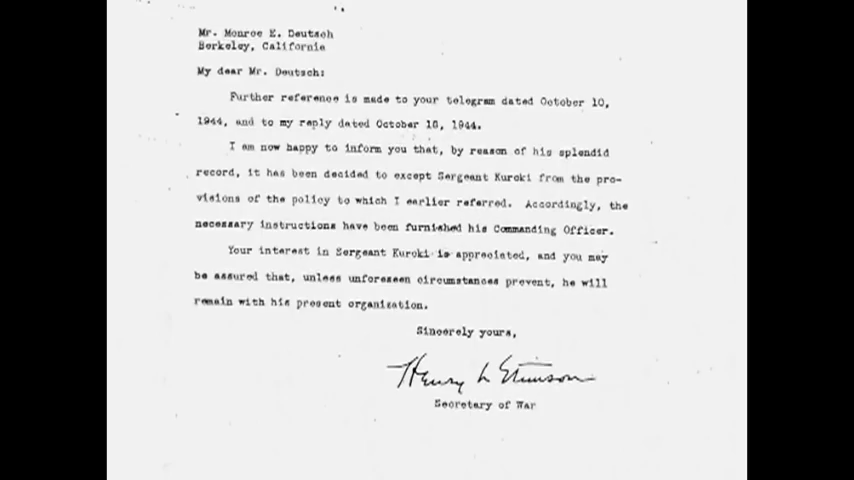 Mr. Monroe E. Deutsch
Berkeley, California
My dear Mr. Deutsch:
Further reference is made to your telegram dated October 10,
1944, and to my reply dated October 16, 1944.
I am now happy to inform you that, by reason of his splendid
record, it has been decided to except Sergeant Kuroki from the pro-
visions of the policy to which I earlier referred. Accordingly, the
necessary instructions have been furnished his Commanding Officer.
Your interest in Sergeant Kuroki is appreciated, and you may
be assured that, unless unforeseen circumstances prevent, he will
remain with his present organization.
Sincerely yours,
Henry L Stimson
Secretary of War